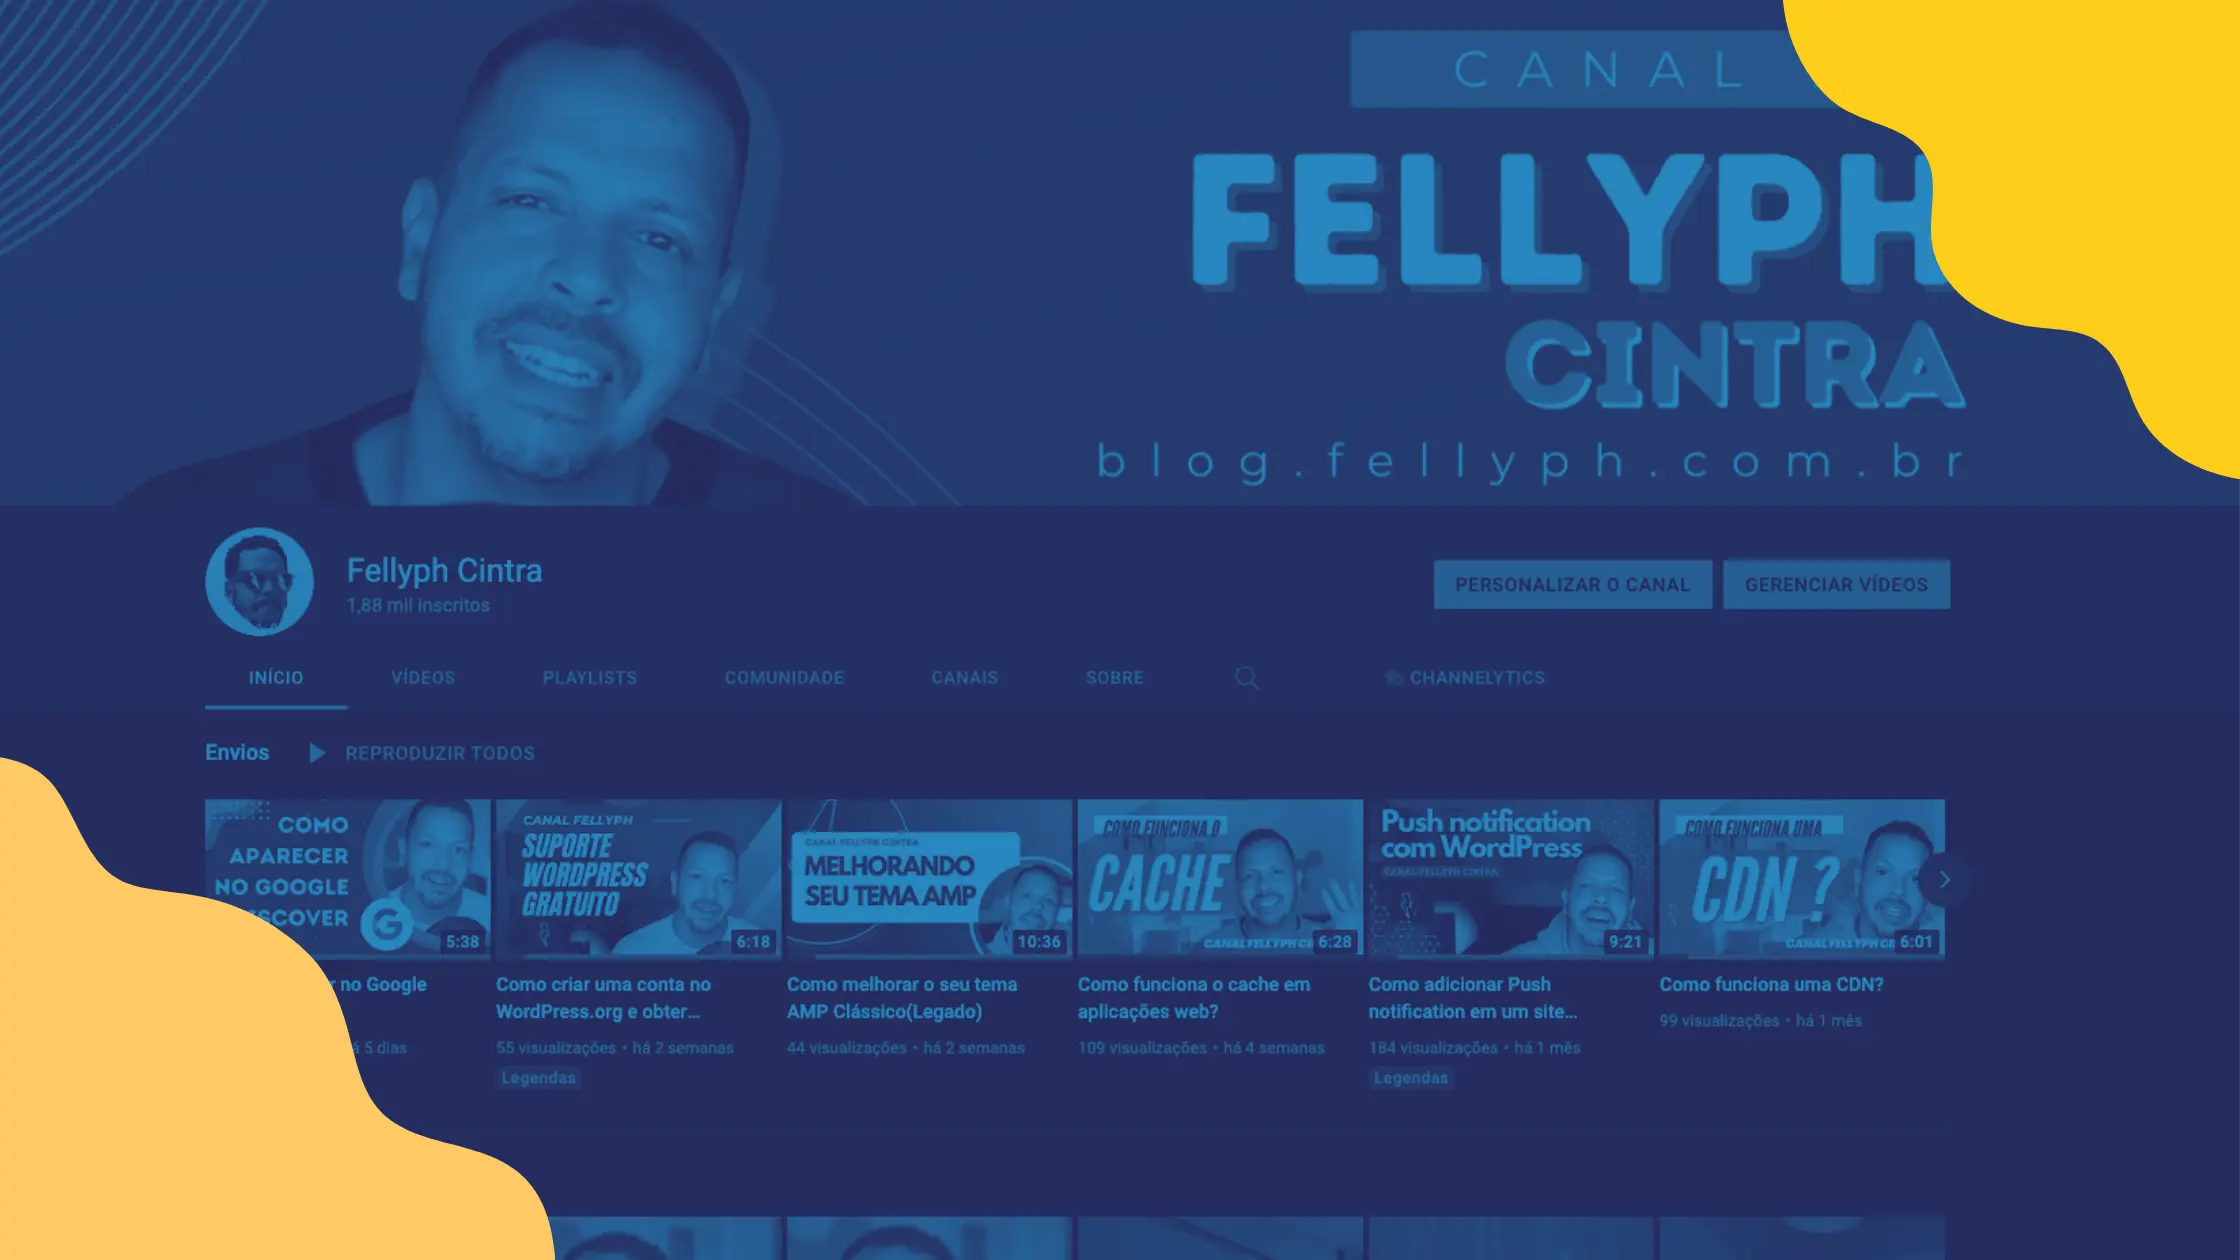 CANAL
FELLYPH
CINTRA
blog.fellyph.com.br
Fellyph Cintra
1,88 mil inscritos
PERSONALIZAR O CANAL
GERENCIAR VÍDEOS
INÍCIO
VÍDEOS
PLAYLISTS
COMUNIDADE
CANAIS
SOBRE
CHANNELYTICS
Envios
REPRODUZIR TODOS
COMO
APARECER
NO GOOGLE
SCOVER
G
5:38
r no Google
á 5 dias
CANAL FELLYPH
SUPORTE
WORDPRESS
GRATUITO
6:18
Como criar uma conta no
WordPress.org e obter...
55 visualizações • há 2 semanas
Legendas
CANAL FELLYPH CINTRA
MELHORANDO
SEU TEMA AMP
10:36
Como melhorar o seu tema
AMP Clássico(Legado)
44 visualizações • há 2 semanas
COMO FUNCIONA O
CACHE
CANAL FELLYPH CI
6:28
Como funciona o cache em
aplicações web?
109 visualizações • há 4 semanas
Push notification
com WordPress
CANAL FELLYPH CINTRA
9:21
Como adicionar Push
notification em um site...
184 visualizações • há 1 mês
Legendas
COMO FUNCIONA UMA
CDN ?
CANAL FELLYPH CI
6:01
Como funciona uma CDN?
99 visualizações • há 1 mês